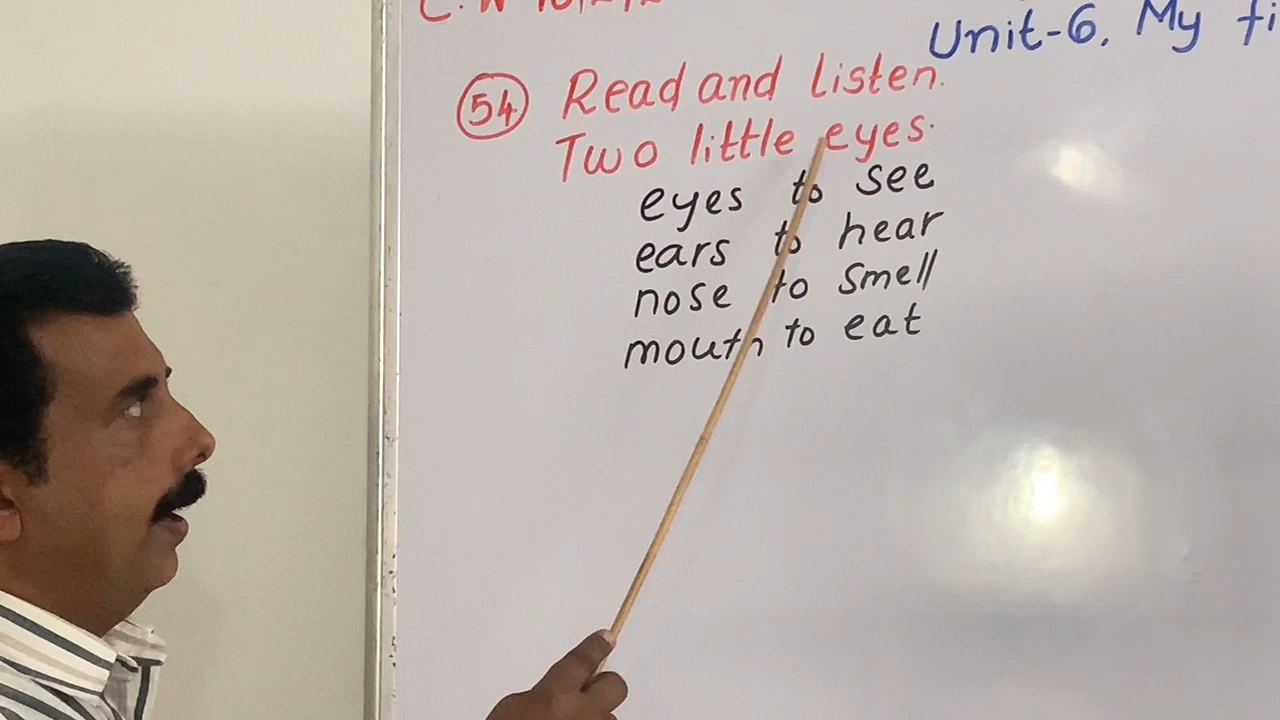 C.W
Unit-6. My fi
54 Read and listen.
Two little eyes.
eyes to see
ears to hear
nose to smell
mouth to eat